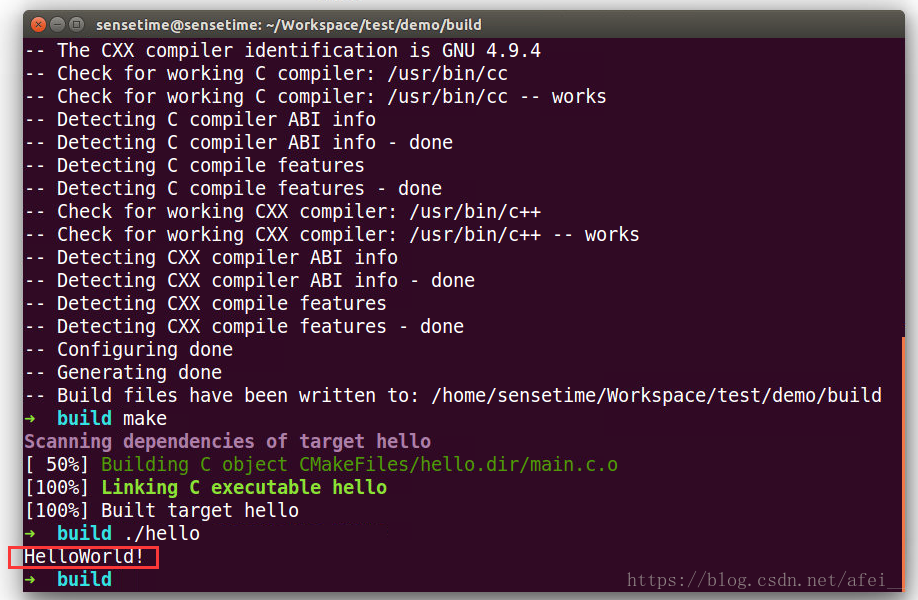 sensetime@sensetime: ~/Workspace/test/demo/build
-- The CXX compiler identification is GNU 4.9.4
-- Check for working C compiler: /usr/bin/cc
-- Check for working C compiler: /usr/bin/cc -- works
-- Detecting C compiler ABI info
-- Detecting C compiler ABI info - done
-- Detecting C compile features
-- Detecting C compile features - done
-- Check for working CXX compiler: /usr/bin/c++
-- Check for working CXX compiler: /usr/bin/c++ -- works
-- Detecting CXX compiler ABI info
-- Detecting CXX compiler ABI info - done
-- Detecting CXX compile features
-- Detecting CXX compile features - done
-- Configuring done
-- Generating done
-- Build files have been written to: /home/sensetime/Workspace/test/demo/build
➜  build make
Scanning dependencies of target hello
[ 50%] Building C object CMakeFiles/hello.dir/main.c.o
[100%] Linking C executable hello
[100%] Built target hello
➜  build ./hello
HelloWorld!
➜  build
https://blog.csdn.net/afei__